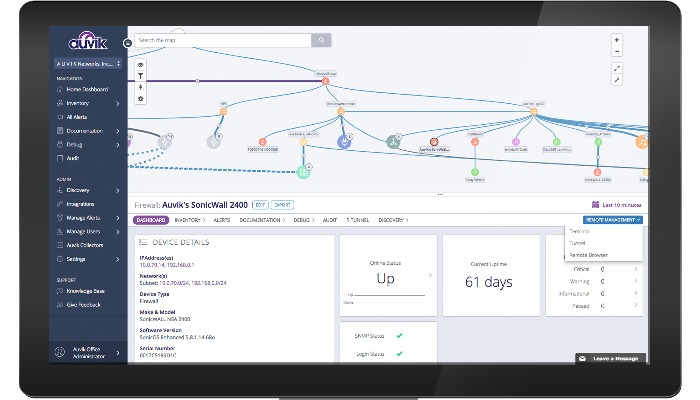 auvik
Search the map
A U V I K Networks, Inc...
NAVIGATION
Home Dashboard
Inventory
All Alerts
Documentation
Debug
Audit
ADMIN
Discovery
Integrations
Manage Alerts
Manage Users
Auvik Collectors
Settings
SUPPORT
Knowledge Base
Give Feedback
Auvik Office
Administrator
Firewall: Auvik's SonicWall 2400
EDIT
EXPORT
Last 10 minutes
DASHBOARD
INVENTORY
ALERTS
DOCUMENTATION
DEBUG
AUDIT
TUNNEL
DISCOVERY
REMOTE MANAGEMENT
Terminal
Tunnel
Remote Browser
DEVICE DETAILS
IPAddress(es)
10.0.70.14, 192.168.0.1
Network(s)
Subnet: 10.0.70.0/24, 192.168.0.0/24
Device Type
Firewall
Make & Model
SonicWALL NSA 2400
Software Version
SonicOS Enhanced 5.8.1.14-68o
Serial Number
0017C5189D1C
Online Status
Up
Up
Down
Current Uptime
61 days
Critical 0
Warning 0
Informational 0
Paused 0
SNMP Status
Login Status
Leave a Message